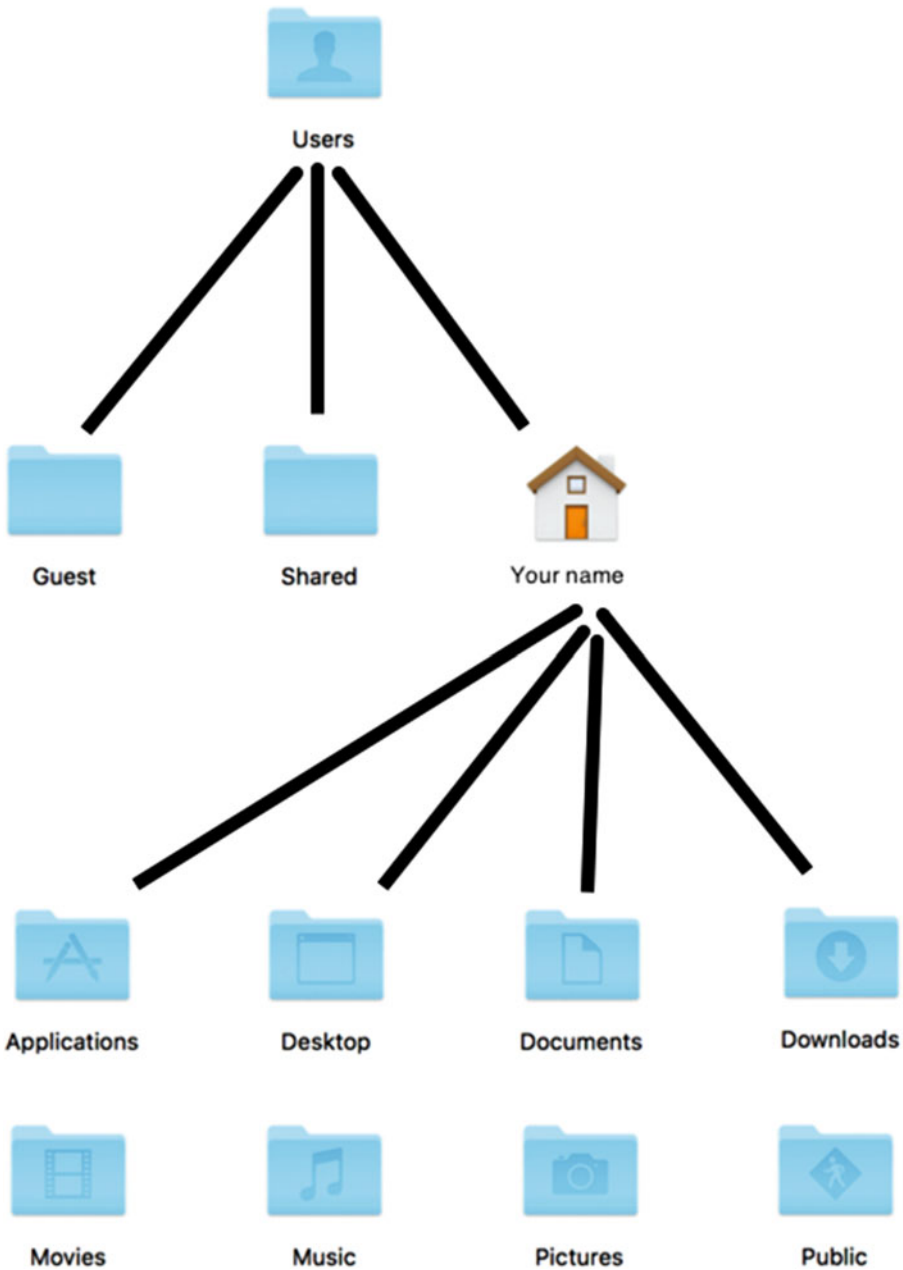 Users
Guest Shared Your name
Applications Desktop Documents Downloads
Movies Music Pictures Public